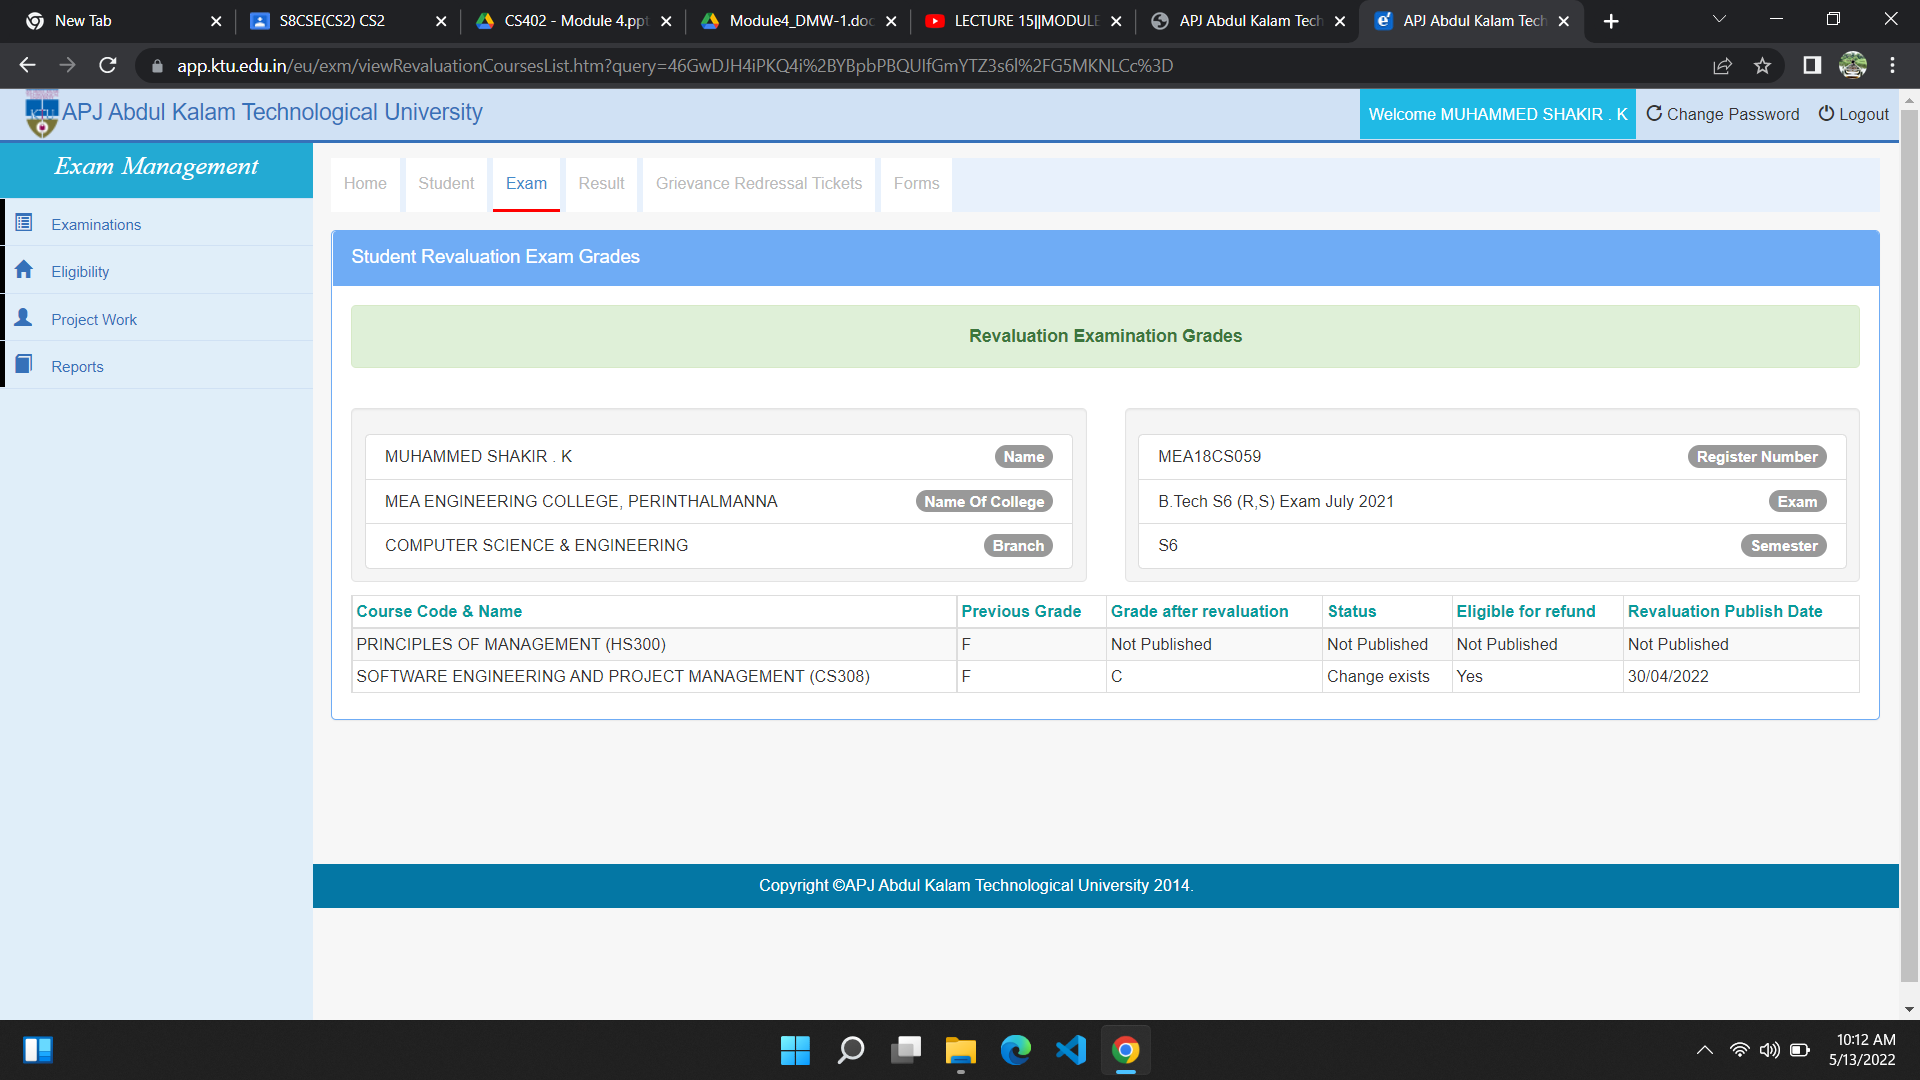 New Tab
S8CSE(CS2) CS2
CS402 - Module 4.ppt
Module4_DMW-1.doc
LECTURE 15||MODULE
APJ Abdul Kalam Tech
APJ Abdul Kalam Tech
app.ktu.edu.in/eu/exm/viewRevaluationCoursesList.htm?query=46GwDJH4iPKQ4i%2BYBpbPBQUIfGmYTZ3s6l%2FG5MKNLCc%3D
APJ Abdul Kalam Technological University
Welcome MUHAMMED SHAKIR . K
Change Password
Logout
Exam Management
Examinations
Eligibility
Project Work
Reports
Home Student Exam Result Grievance Redressal Tickets Forms
Student Revaluation Exam Grades
Revaluation Examination Grades
MUHAMMED SHAKIR . K Name
MEA ENGINEERING COLLEGE, PERINTHALMANNA Name Of College
COMPUTER SCIENCE & ENGINEERING Branch
MEA18CS059 Register Number
B.Tech S6 (R,S) Exam July 2021 Exam
S6 Semester
Course Code & Name Previous Grade Grade after revaluation Status Eligible for refund Revaluation Publish Date
PRINCIPLES OF MANAGEMENT (HS300) F Not Published Not Published Not Published Not Published
SOFTWARE ENGINEERING AND PROJECT MANAGEMENT (CS308) F C Change exists Yes 30/04/2022
Copyright ©APJ Abdul Kalam Technological University 2014.
10:12 AM
5/13/2022